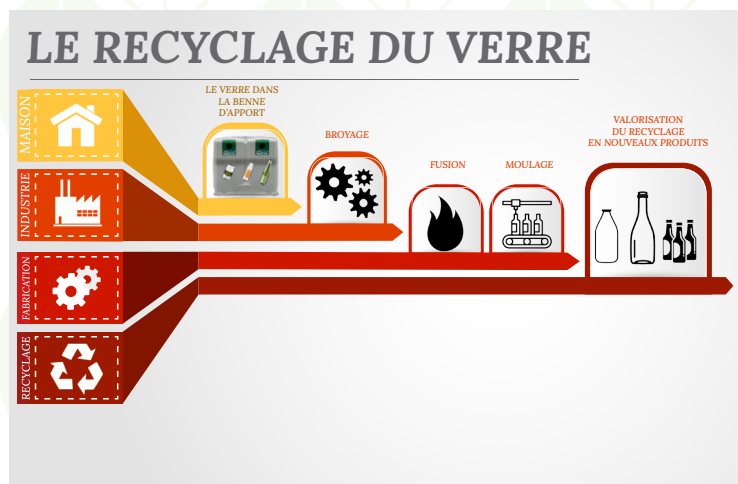 LE RECYCLAGE DU VERRE
MAISON
INDUSTRIE
FABRICATION
RECYCLAGE
LE VERRE DANS
LA BENNE
D'APPORT
BROYAGE
FUSION
MOULAGE
VALORISATION
DU RECYCLAGE
EN NOUVEAUX PRODUITS